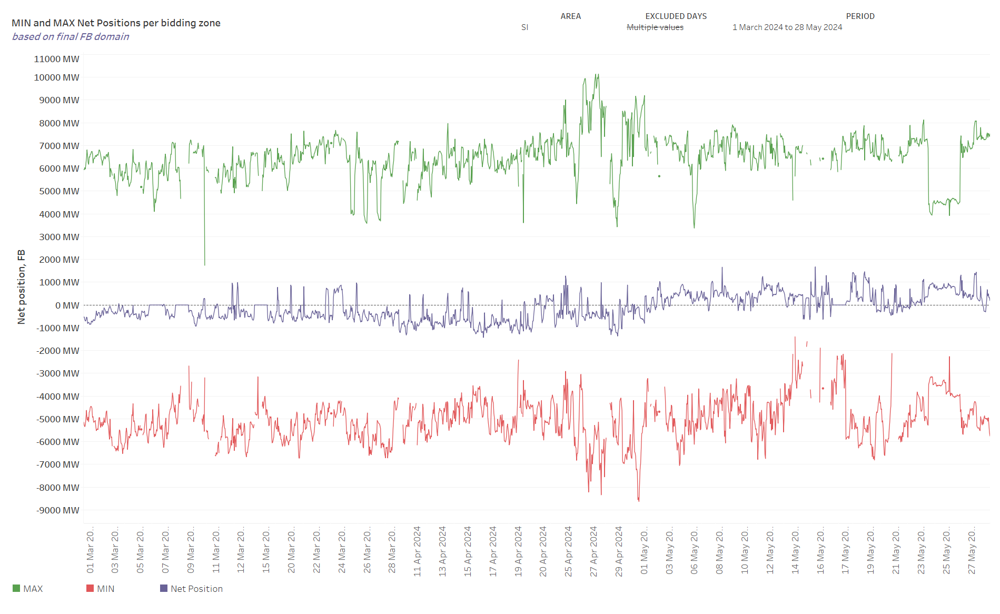 MIN and MAX Net Positions per bidding zone
based on final FB domain
AREA
SI
EXCLUDED DAYS
Multiple values
PERIOD
1 March 2024 to 28 May 2024
Net position, FB
11000 MW
10000 MW
9000 MW
8000 MW
7000 MW
6000 MW
5000 MW
4000 MW
3000 MW
2000 MW
1000 MW
0 MW
-1000 MW
-2000 MW
-3000 MW
-4000 MW
-5000 MW
-6000 MW
-7000 MW
-8000 MW
-9000 MW
01 Mar 20..
03 Mar 20..
05 Mar 20..
07 Mar 20..
09 Mar 20..
11 Mar 20..
12 Mar 20..
15 Mar 20..
20 Mar 20..
22 Mar 20..
24 Mar 20..
26 Mar 20..
28 Mar 20..
11 Apr 2024
13 Apr 2024
15 Apr 2024
17 Apr 2024
19 Apr 2024
20 Apr 2024
25 Apr 2024
27 Apr 2024
29 Apr 2024
01 May 20..
03 May 20..
06 May 20..
08 May 20..
10 May 20..
12 May 20..
14 May 20..
16 May 20..
17 May 20..
19 May 20..
21 May 20..
23 May 20..
25 May 20..
27 May 20..
MAX
MIN
Net Position